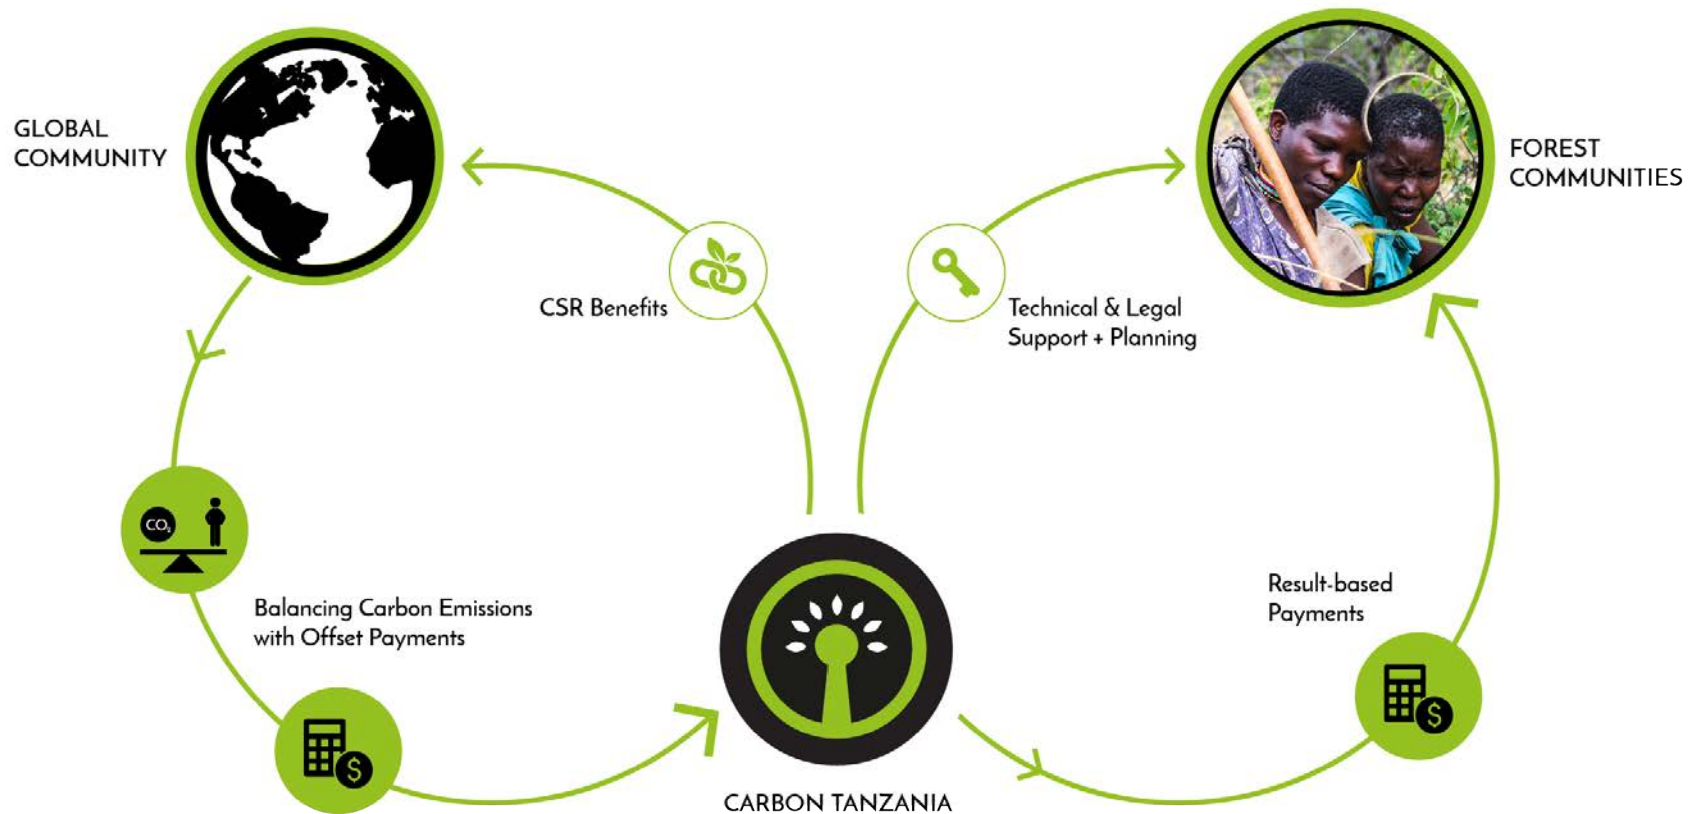 GLOBAL
COMMUNITY
FOREST
COMMUNITIES
CSR Benefits
Technical & Legal
Support + Planning
CO₂
Balancing Carbon Emissions
with Offset Payments
$
Result-based
Payments
$
CARBON TANZANIA